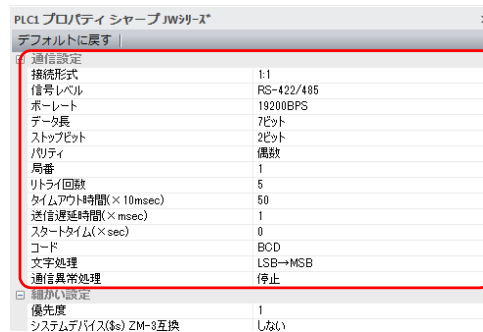 PLC1 プロパティ シャープ JWシリーズ*
デフォルトに戻す
通信設定
接続形式 1:1
信号レベル RS-422/485
ボーレート 19200BPS
データ長 7ビット
ストップビット 2ビット
パリティ 偶数
局番 1
リトライ回数 5
タイムアウト時間(×10msec) 50
送信遅延時間(×msec) 1
スタートタイム(×sec) 0
コード BCD
文字処理 LSB→MSB
通信異常処理 停止
細かい設定
優先度 1
システムデバイス($s) ZM-3互換 しない